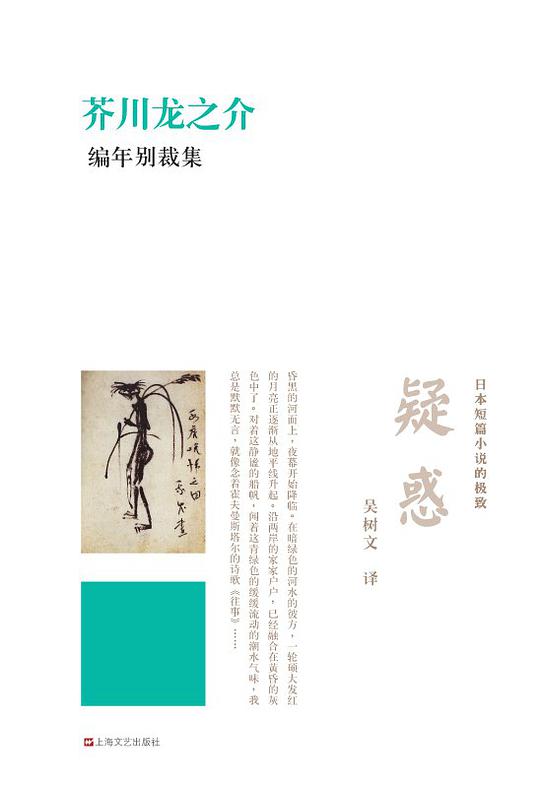 芥川龙之介
编年别裁集
日本短篇小说的极致
疑惑
吴树文 译
昏黑的河面上，夜幕开始降临。在暗绿色的河水的彼方，一轮硕大发红
的月亮正逐渐从地平线升起。沿两岸的家家户户，已经融合在黄昏的灰
色中了。对着这静谧的船帆，闻着这青绿色的缓缓流动的潮水气味，我
总是默默无言，就像念着霍夫曼斯塔尔的诗歌《往事》……
上海文艺出版社